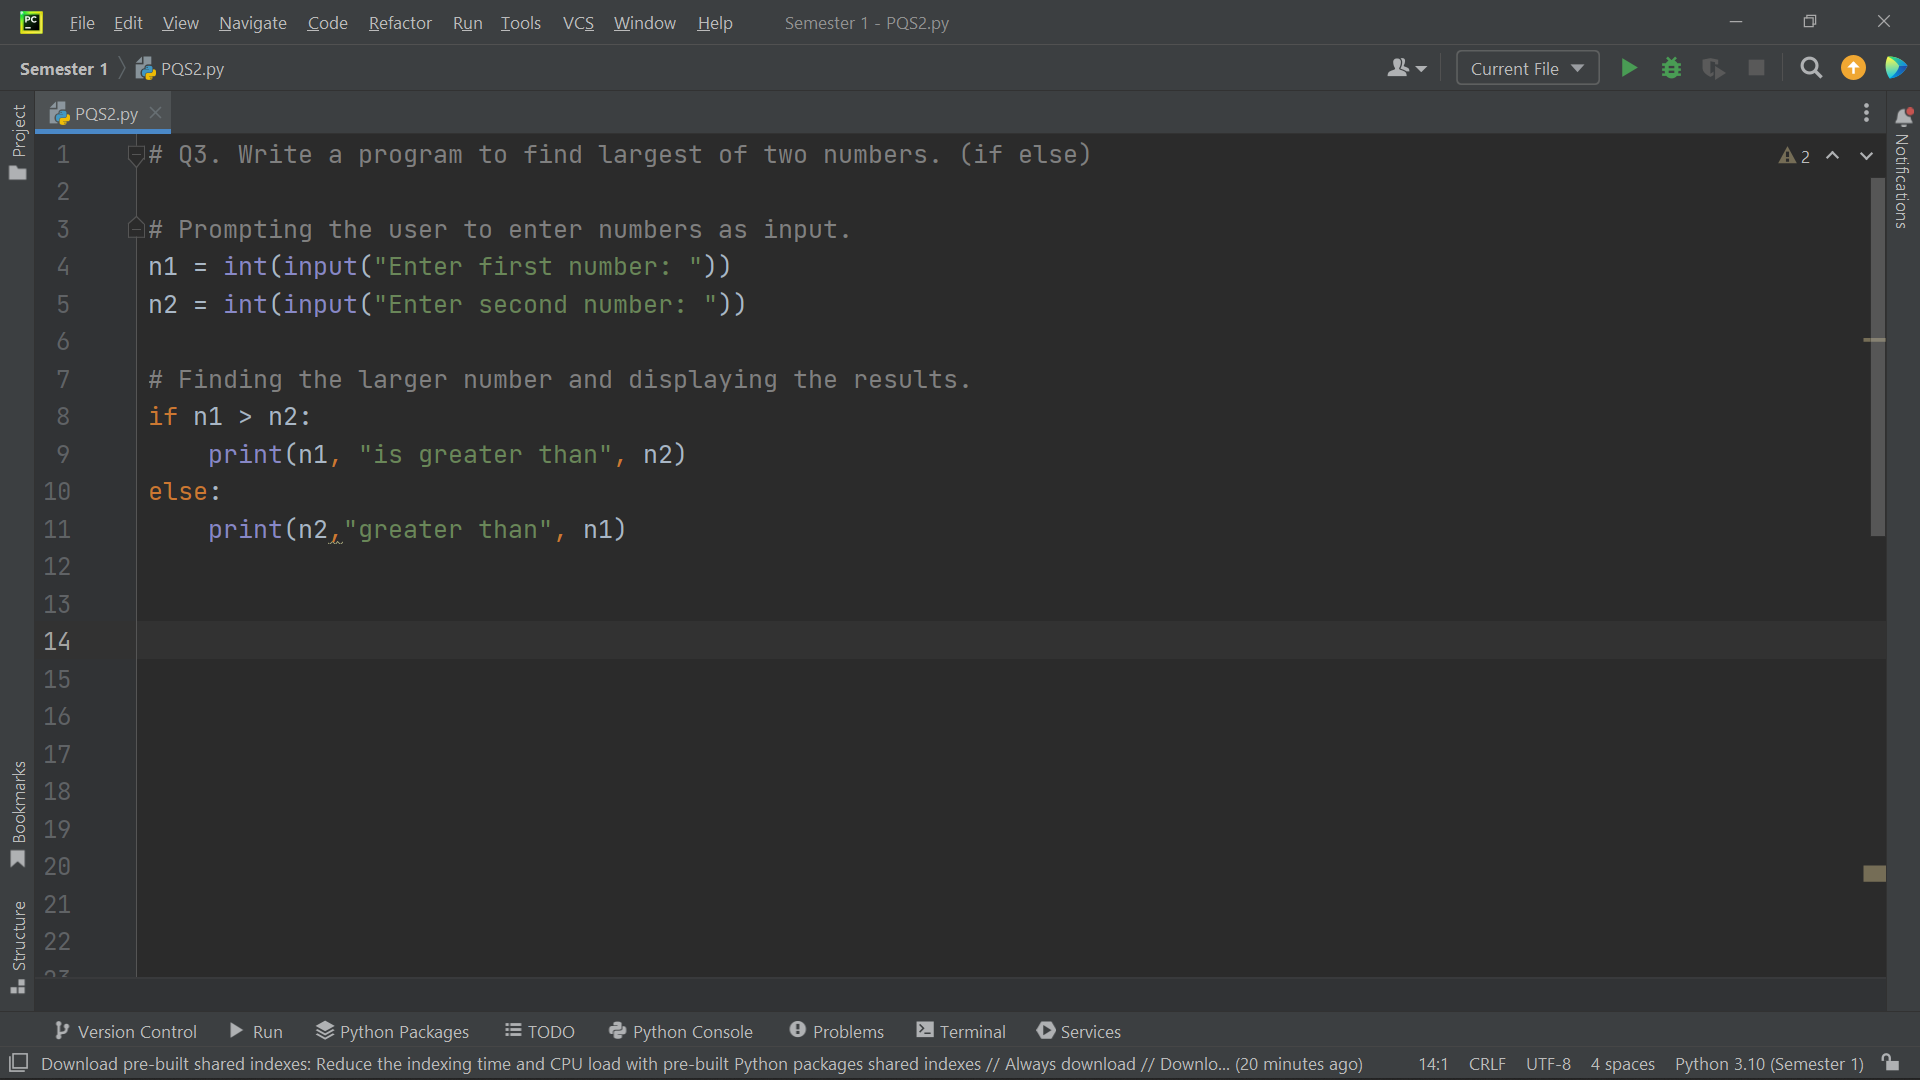 PC File Edit View Navigate Code Refactor Run Tools VCS Window Help Semester 1 - PQS2.py
Semester 1 PQS2.py Current File
Project PQS2.py
Notifications
2
1 # Q3. Write a program to find largest of two numbers. (if else)
2
3 # Prompting the user to enter numbers as input.
4 n1 = int(input("Enter first number: "))
5 n2 = int(input("Enter second number: "))
6
7 # Finding the larger number and displaying the results.
8 if n1 > n2:
9     print(n1, "is greater than", n2)
10 else:
11     print(n2,"greater than", n1)
12
13
14
15
16
17
18
19
20
21
22
23
Bookmarks
Structure
Version Control Run Python Packages TODO Python Console Problems Terminal Services
Download pre-built shared indexes: Reduce the indexing time and CPU load with pre-built Python packages shared indexes // Always download // Downlo... (20 minutes ago) 14:1 CRLF UTF-8 4 spaces Python 3.10 (Semester 1)